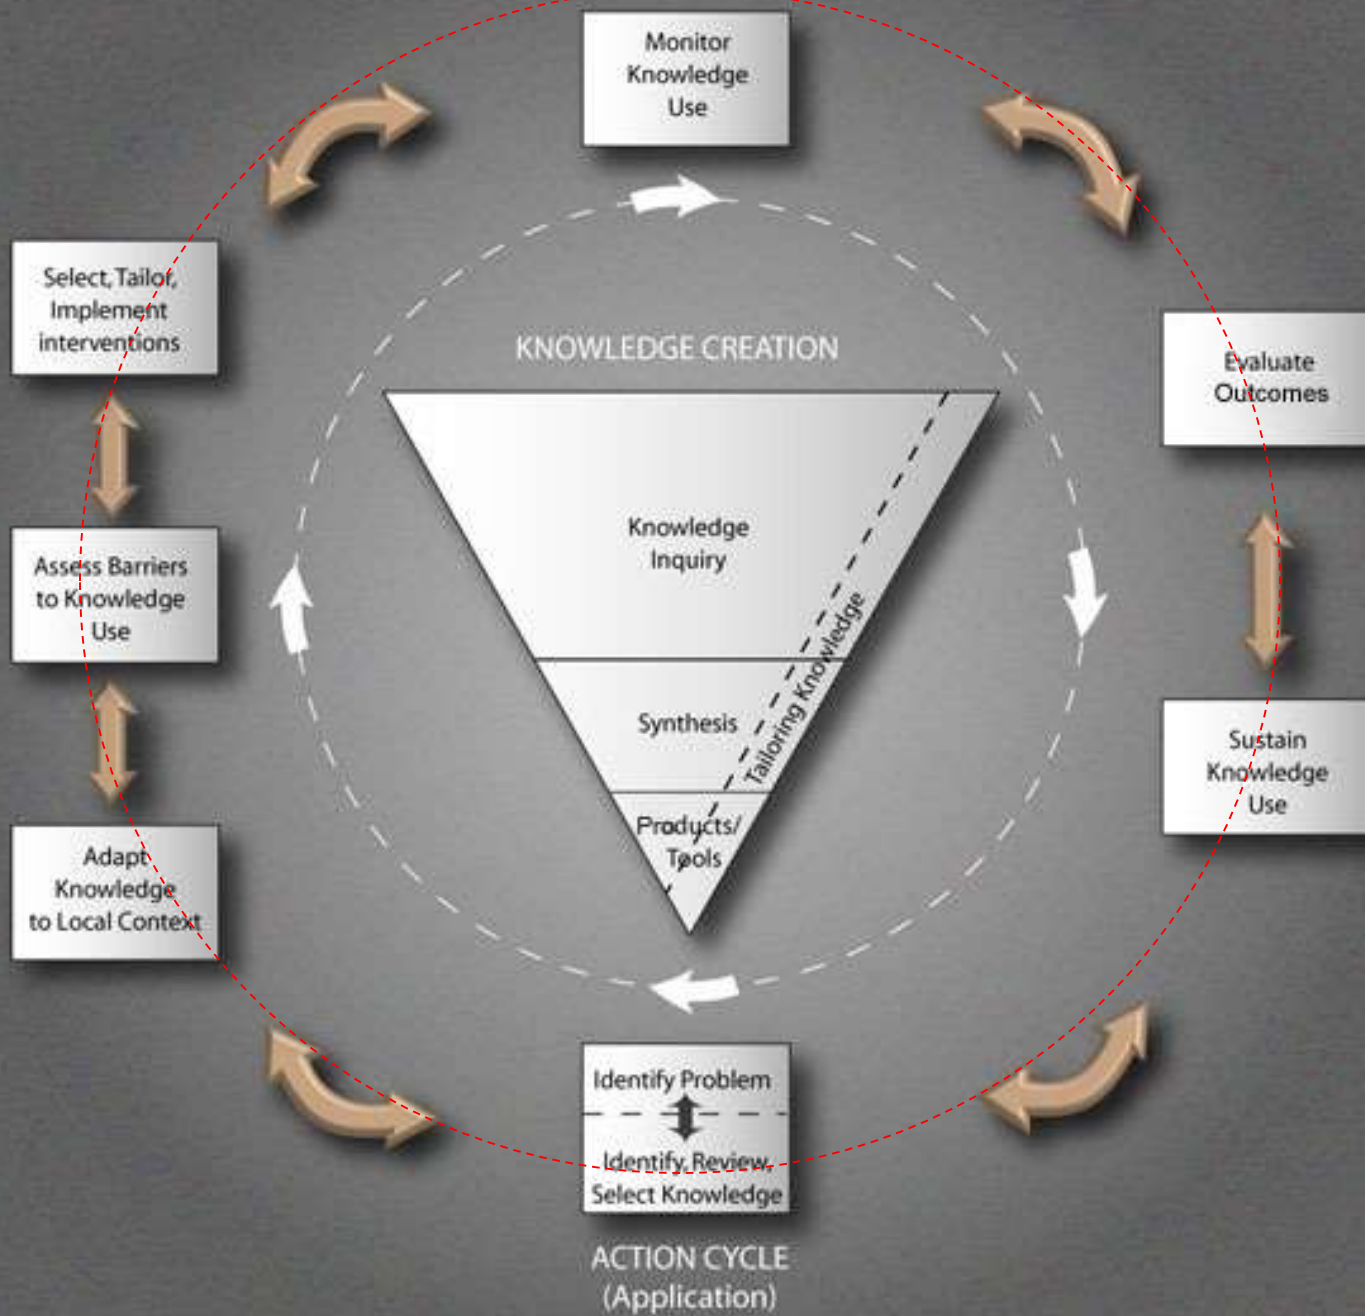 Monitor
Knowledge
Use
Select, Tailor,
Implement
interventions
KNOWLEDGE CREATION
Evaluate
Outcomes
Knowledge
Inquiry
Assess Barriers
to Knowledge
Use
Tailoring Knowledge
Synthesis
Sustain
Knowledge
Use
Products/
Tools
Adapt
Knowledge
to Local Context
Identify Problem
Identify, Review,
Select Knowledge
ACTION CYCLE
(Application)